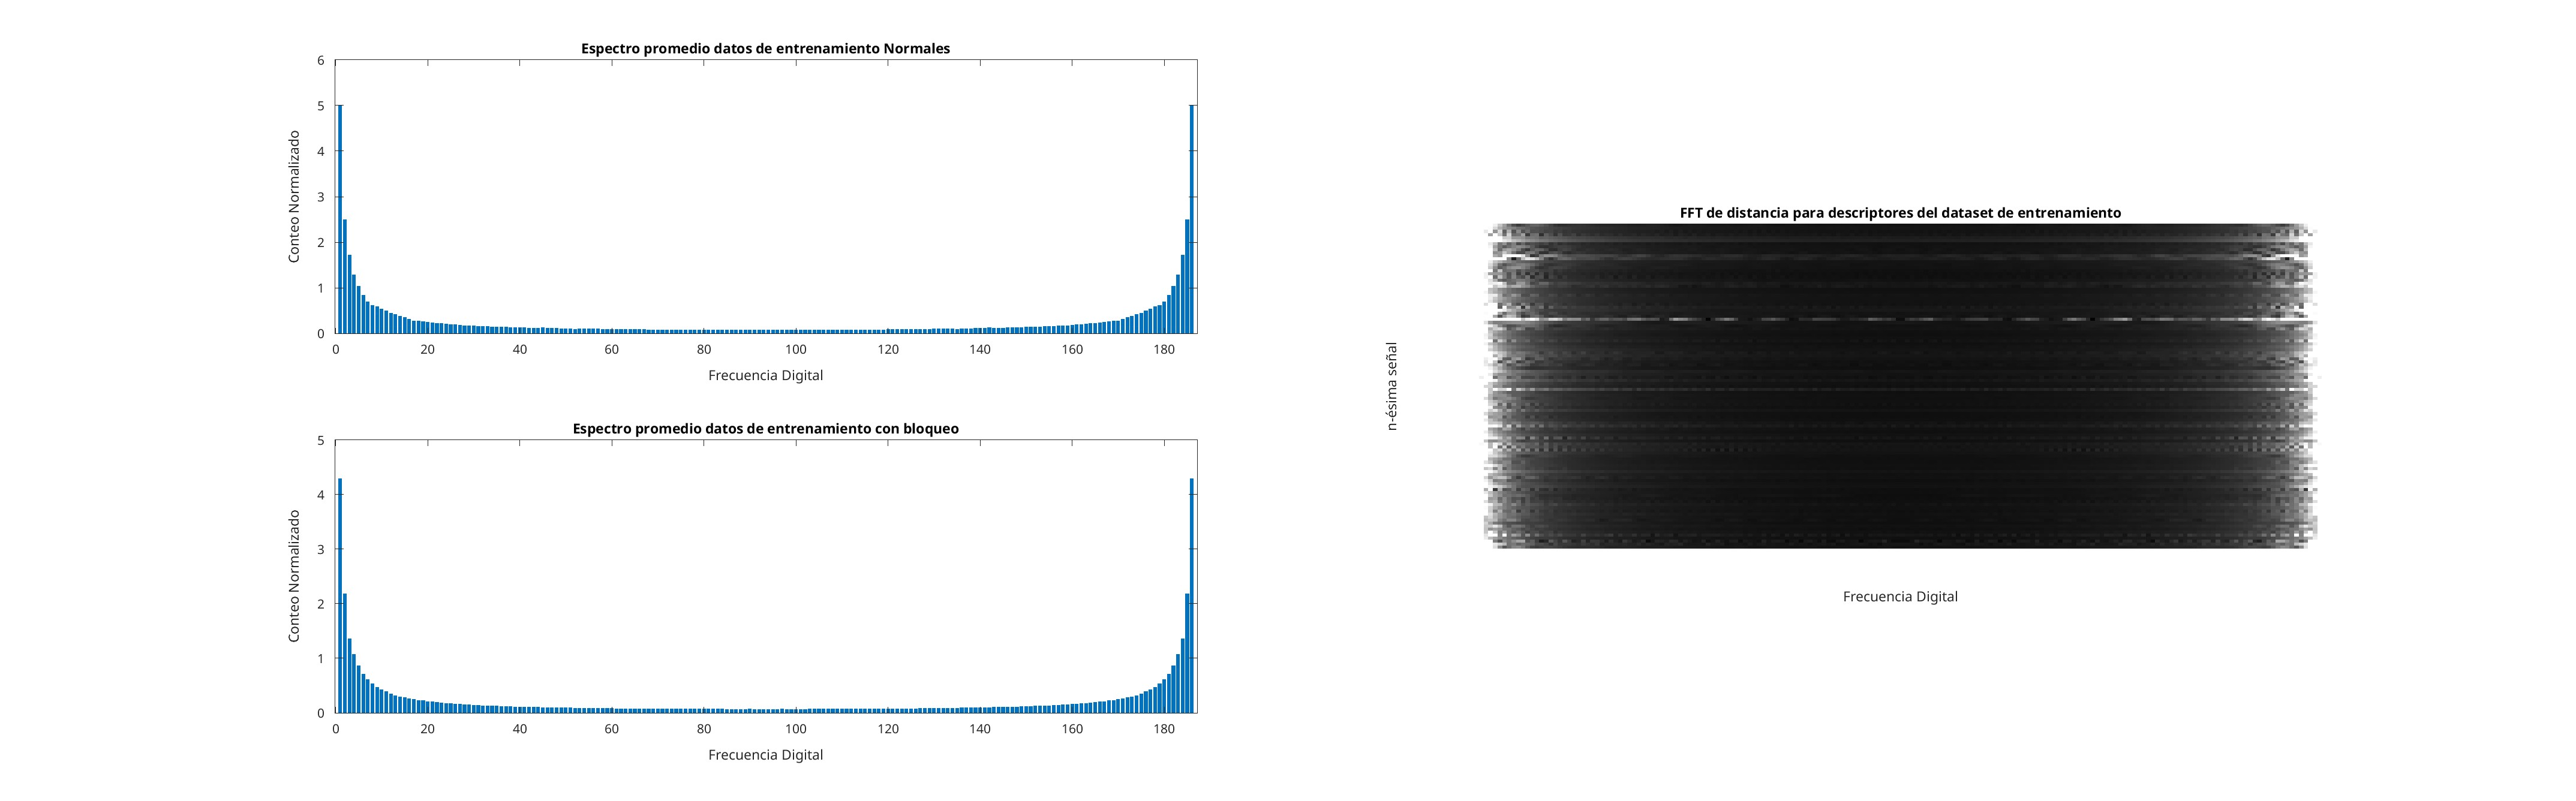 Espectro promedio datos de entrenamiento Normales
6
5
4
3
2
1
0
Conteo Normalizado
0 20 40 60 80 100 120 140 160 180
Frecuencia Digital
Espectro promedio datos de entrenamiento con bloqueo
5
4
3
2
1
0
Conteo Normalizado
0 20 40 60 80 100 120 140 160 180
Frecuencia Digital
FFT de distancia para descriptores del dataset de entrenamiento
n-ésima señal
Frecuencia Digital